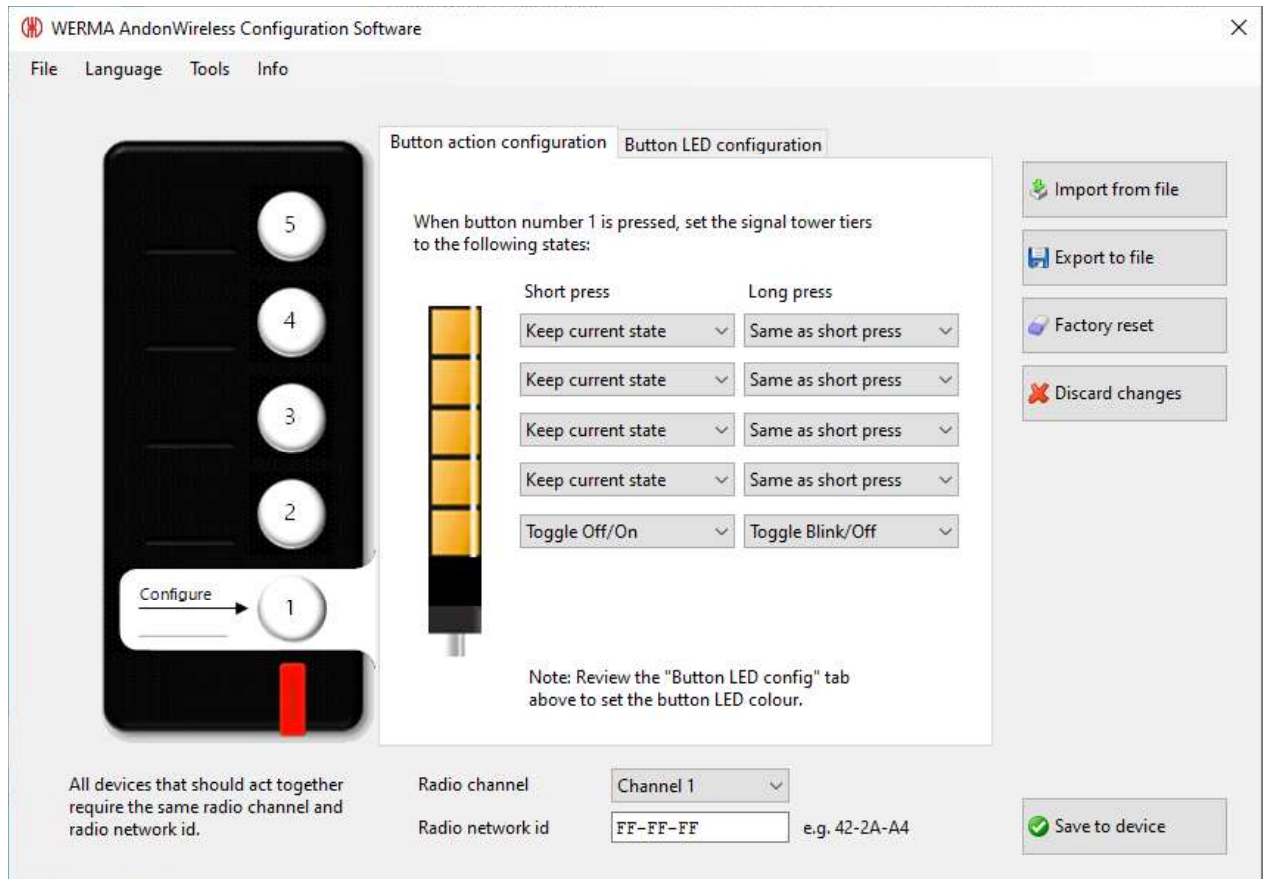 WERMA AndonWireless Configuration Software
File Language Tools Info
Button action configuration Button LED configuration
5
4
3
2
Configure
1
When button number 1 is pressed, set the signal tower tiers
to the following states:
Short press Long press
Keep current state Same as short press
Keep current state Same as short press
Keep current state Same as short press
Keep current state Same as short press
Toggle Off/On Toggle Blink/Off
Note: Review the "Button LED config" tab
above to set the button LED colour.
Import from file
Export to file
Factory reset
Discard changes
All devices that should act together
require the same radio channel and
radio network id.
Radio channel Channel 1
Radio network id FF-FF-FF e.g. 42-2A-A4
Save to device